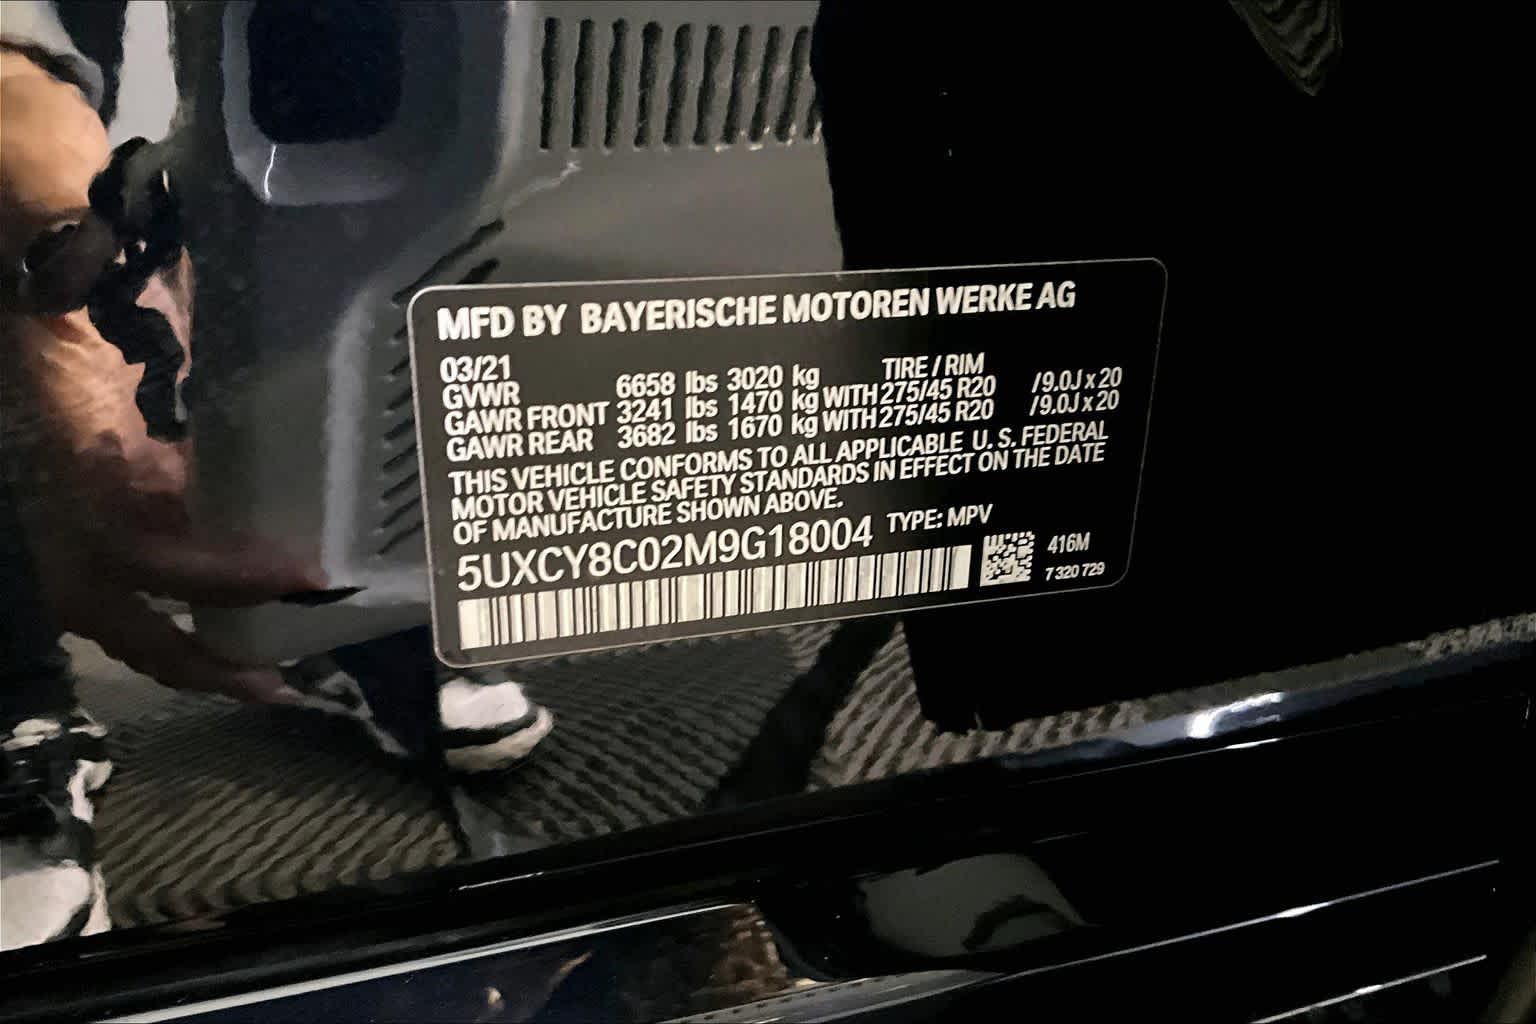 MFD BY BAYERISCHE MOTOREN WERKE AG
03/21 TIRE / RIM
GVWR 6658 lbs 3020 kg
GAWR FRONT 3241 lbs 1470 kg WITH 275/45 R20 /9.0J x 20
GAWR REAR 3682 lbs 1670 kg WITH 275/45 R20 /9.0J x 20
THIS VEHICLE CONFORMS TO ALL APPLICABLE U. S. FEDERAL
MOTOR VEHICLE SAFETY STANDARDS IN EFFECT ON THE DATE
OF MANUFACTURE SHOWN ABOVE.
5UXCY8C02M9G18004 TYPE: MPV
416M
7 320 729